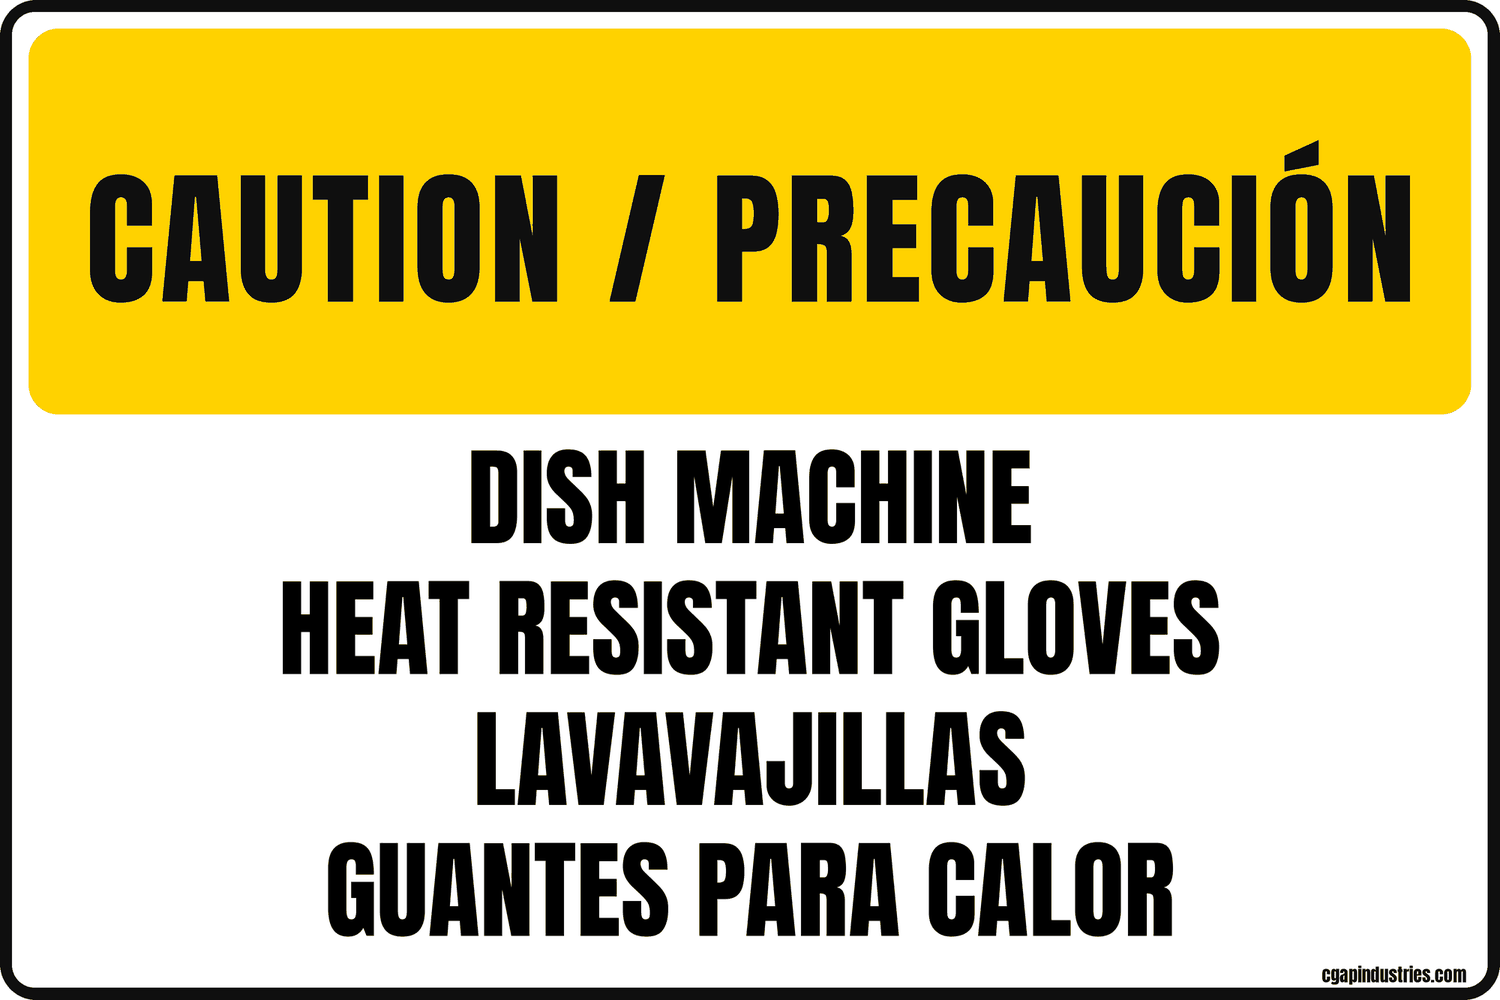 CAUTION / PRECAUCIÓN
DISH MACHINE
HEAT RESISTANT GLOVES
LAVAVAJILLAS
GUANTES PARA CALOR
cgapindustries.com